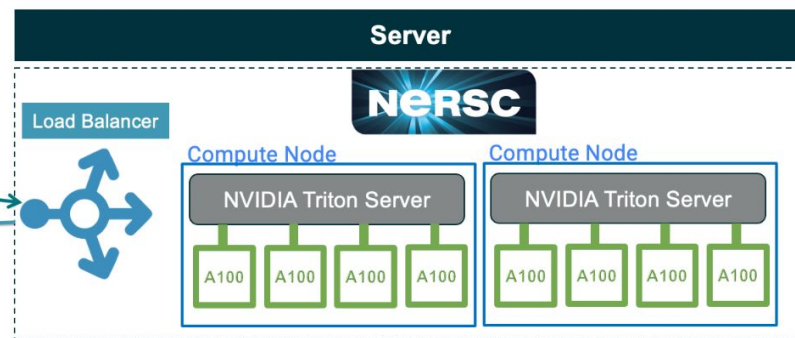 Server
NERSC
Load Balancer
Compute Node
Compute Node
NVIDIA Triton Server
NVIDIA Triton Server
A100 A100 A100 A100
A100 A100 A100 A100